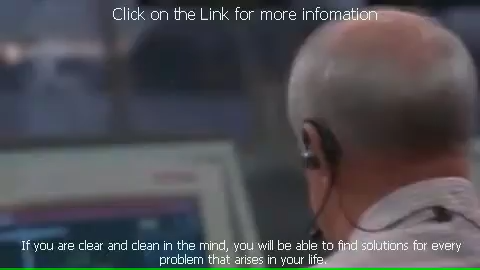 Click on the Link for more infomation
If you are clear and clean in the mind, you will be able to find solutions for every
problem that arises in your life.